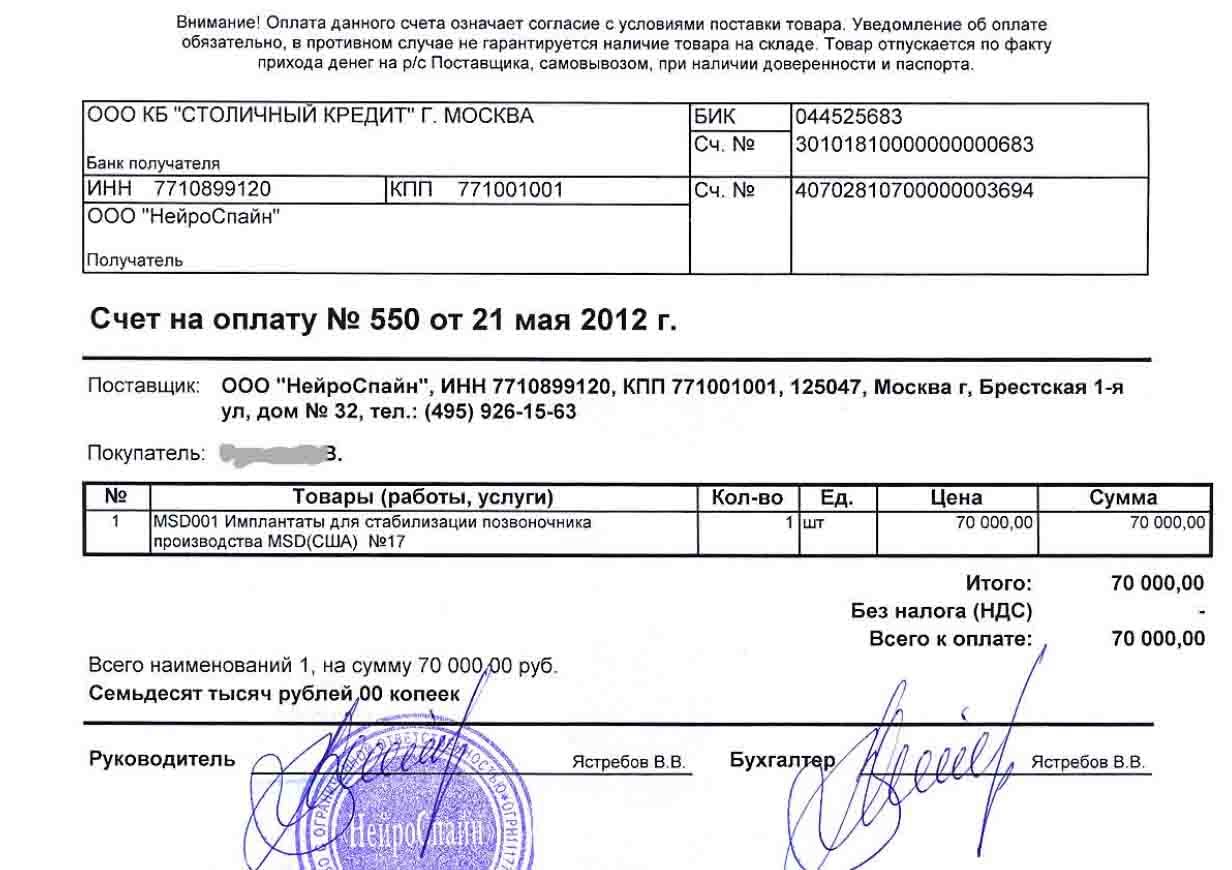 Внимание! Оплата данного счета означает согласие с условиями поставки товара. Уведомление об оплате
обязательно, в противном случае не гарантируется наличие товара на складе. Товар отпускается по факту
прихода денег на р/с Поставщика, самовывозом, при наличии доверенности и паспорта.
ООО КБ "СТОЛИЧНЫЙ КРЕДИТ" Г. МОСКВА БИК 044525683
Сч. № 30101810000000000683
Банк получателя
ИНН 7710899120 КПП 771001001 Сч. № 40702810700000003694
ООО "НейроСпайн"
Получатель
Счет на оплату № 550 от 21 мая 2012 г.
Поставщик: ООО "НейроСпайн", ИНН 7710899120, КПП 771001001, 125047, Москва г, Брестская 1-я
ул, дом № 32, тел.: (495) 926-15-63
Покупатель: В.
№ Товары (работы, услуги) Кол-во Ед. Цена Сумма
1 MSD001 Имплантаты для стабилизации позвоночника 1 шт 70 000,00 70 000,00
производства MSD(США) №17
Итого: 70 000,00
Без налога (НДС) -
Всего к оплате: 70 000,00
Всего наименований 1, на сумму 70 000,00 руб.
Семьдесят тысяч рублей 00 копеек
Руководитель Ястребов В.В. Бухгалтер Ястребов В.В.
С ОГРАНИЧЕННОЙ ОТВЕТСТВЕННОСТЬЮ
НейроСпайн